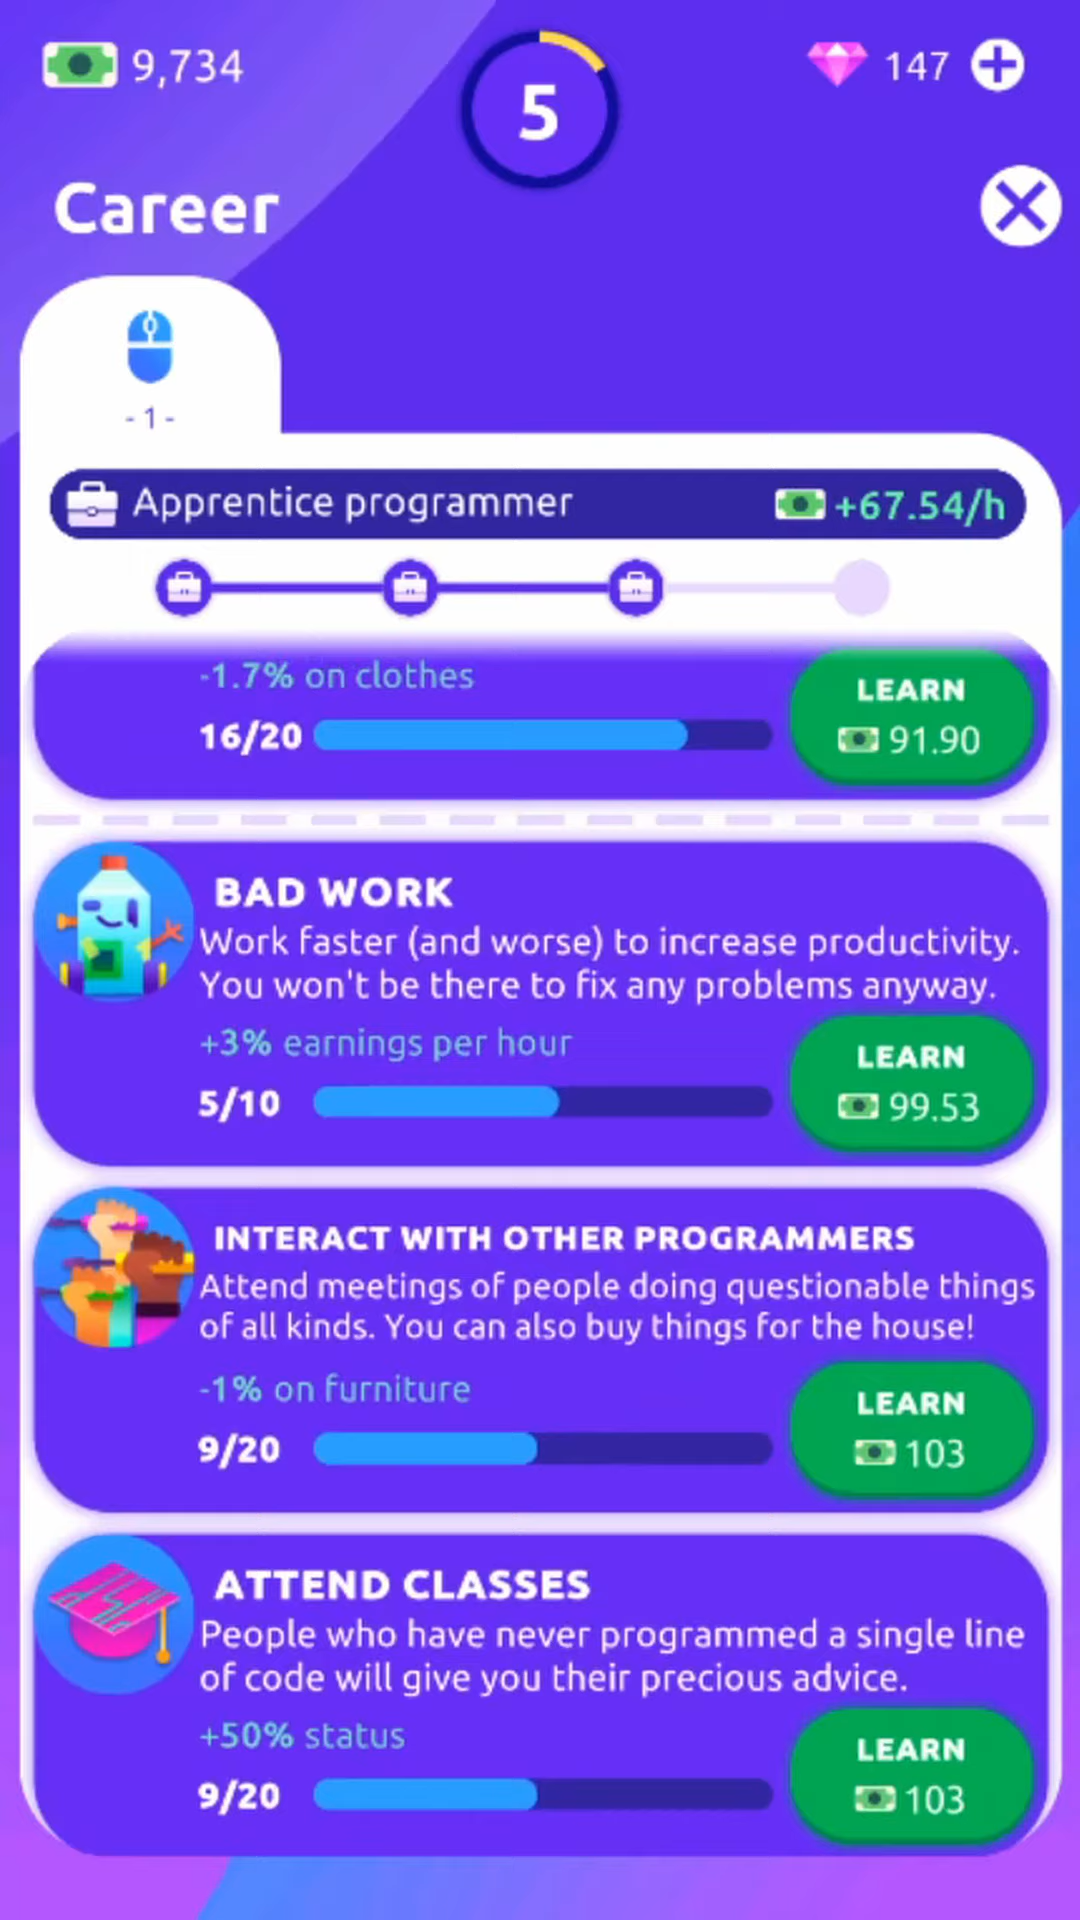 9,734
5
147
Career
- 1 -
Apprentice programmer
+67.54/h
-1.7% on clothes
LEARN
16/20
91.90
BAD WORK
Work faster (and worse) to increase productivity.
You won't be there to fix any problems anyway.
+3% earnings per hour
LEARN
5/10
99.53
INTERACT WITH OTHER PROGRAMMERS
Attend meetings of people doing questionable things
of all kinds. You can also buy things for the house!
-1% on furniture
LEARN
9/20
103
ATTEND CLASSES
People who have never programmed a single line
of code will give you their precious advice.
+50% status
LEARN
9/20
103